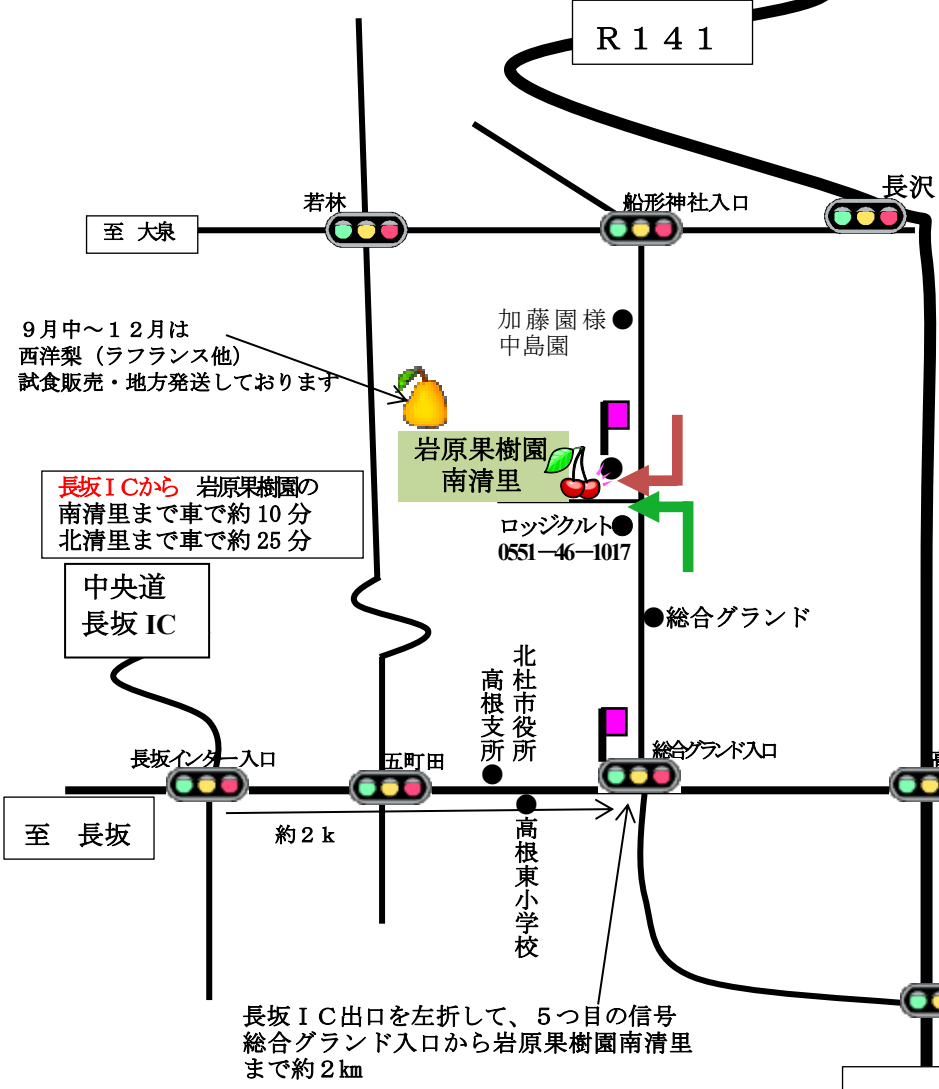 Ｒ１４１
長沢
若林
船形神社入口
至　大泉
加藤園様
中島園
９月中～１２月は
西洋梨（ラフランス他）
試食販売・地方発送しております
岩原果樹園
南清里
長坂ＩＣから　岩原果樹園の
南清里まで車で約 10 分
北清里まで車で約 25 分
ロッジクルト
0551－46－1017
中央道
長坂 IC
総合グランド
北杜市役所
高根支所
長坂インター入口
五町田
総合グランド入口
至　長坂
約２ｋ
高根東小学校
長坂ＩＣ出口を左折して、５つ目の信号
総合グランド入口から岩原果樹園南清里
まで約２㎞